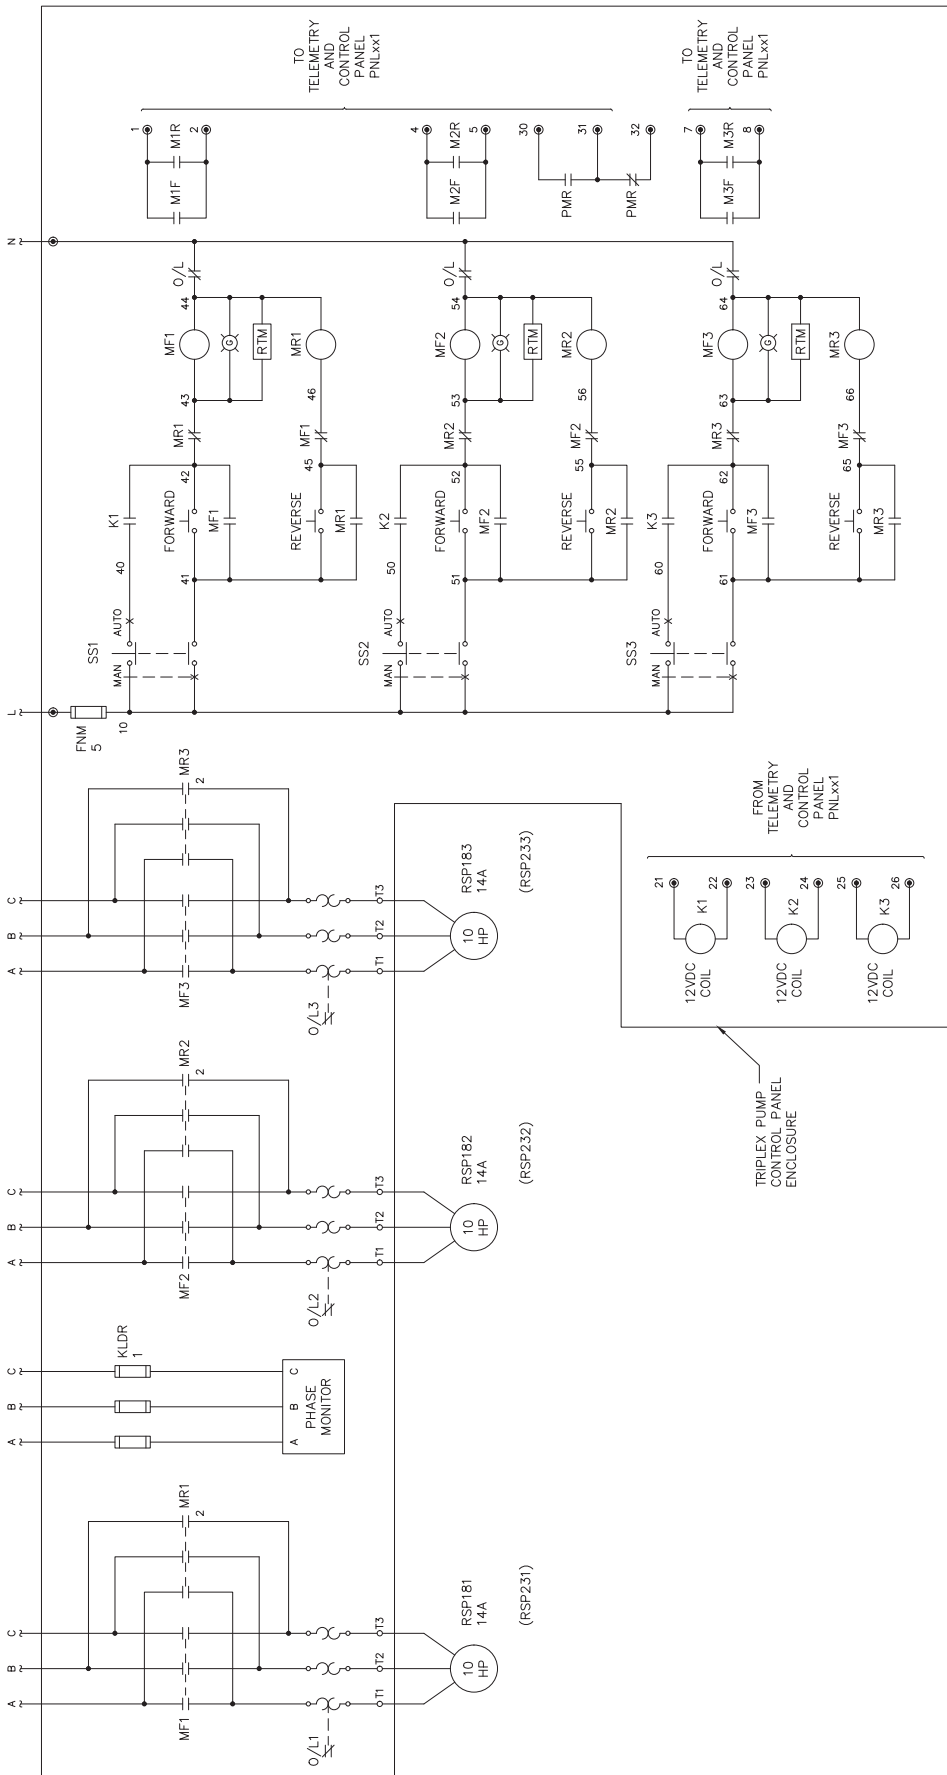 A
B
C
MF1
MR1
2
O/L1
T1
T2
T3
10
HP
RSP181
14A
(RSP231)
A
B
C
KLDR
1
A
B
C
PHASE
MONITOR
A
B
C
MF2
MR2
2
O/L2
T1
T2
T3
10
HP
RSP182
14A
(RSP232)
A
B
C
MF3
MR3
2
O/L3
T1
T2
T3
10
HP
RSP183
14A
(RSP233)
TRIPLEX PUMP
CONTROL PANEL
ENCLOSURE
12VDC
COIL
K1
21
22
12VDC
COIL
K2
23
24
12VDC
COIL
K3
25
26
FROM
TELEMETRY
AND
CONTROL
PANEL
PNLxx1
L
N
FNM
5
10
SS1
MAN
AUTO
40
K1
41
FORWARD
42
MR1
43
MF1
44
O/L
MF1
G
RTM
REVERSE
45
MF1
46
MR1
MR1
SS2
MAN
AUTO
50
K2
51
FORWARD
52
MR2
53
MF2
54
O/L
MF2
G
RTM
REVERSE
55
MF2
56
MR2
MR2
SS3
MAN
AUTO
60
K3
61
FORWARD
62
MR3
63
MF3
64
O/L
MF3
G
RTM
REVERSE
65
MF3
66
MR3
MR3
M1F
M1R
1
2
M2F
M2R
4
5
PMR
PMR
30
31
32
TO
TELEMETRY
AND
CONTROL
PANEL
PNLxx1
M3F
M3R
7
8
TO
TELEMETRY
AND
CONTROL
PANEL
PNLxx1